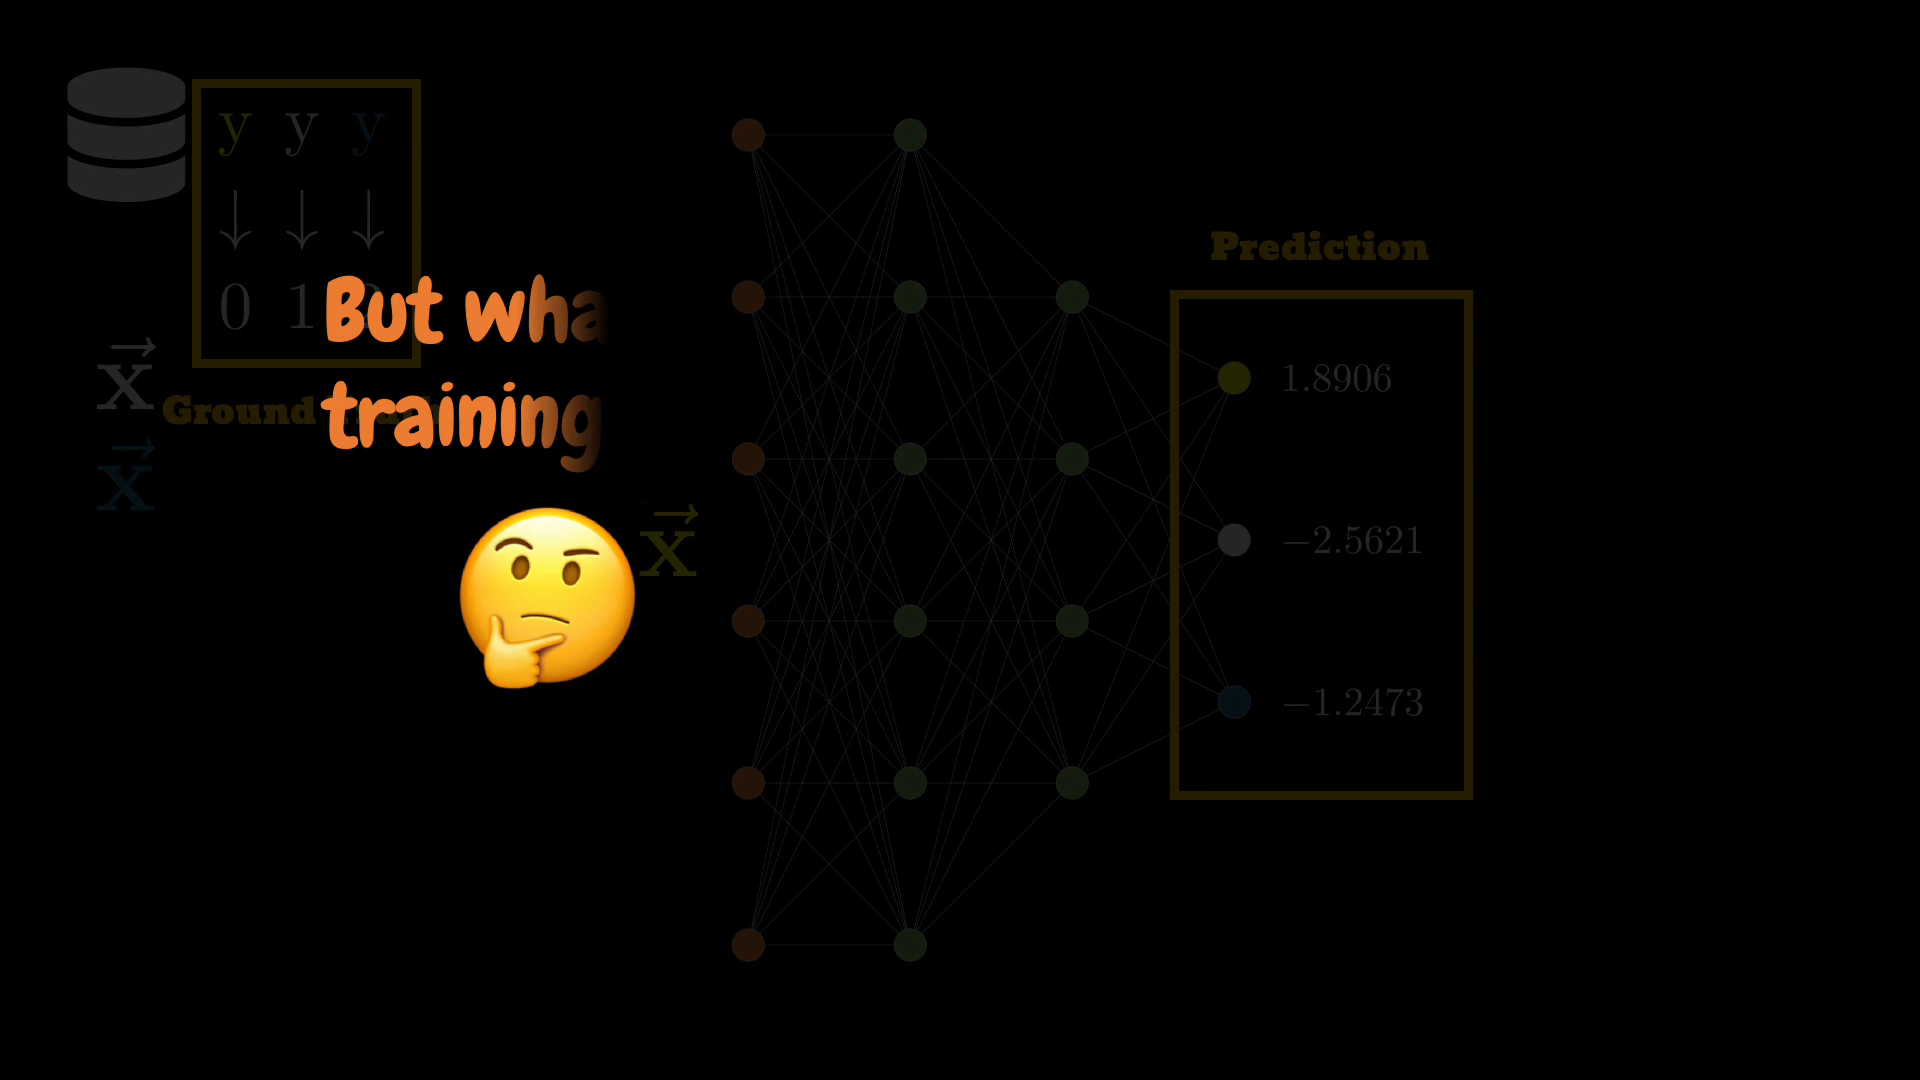 y y y
↓ ↓ ↓
0 1
But wha
training
x
Ground
x
x
Prediction
1.8906
−2.5621
−1.2473